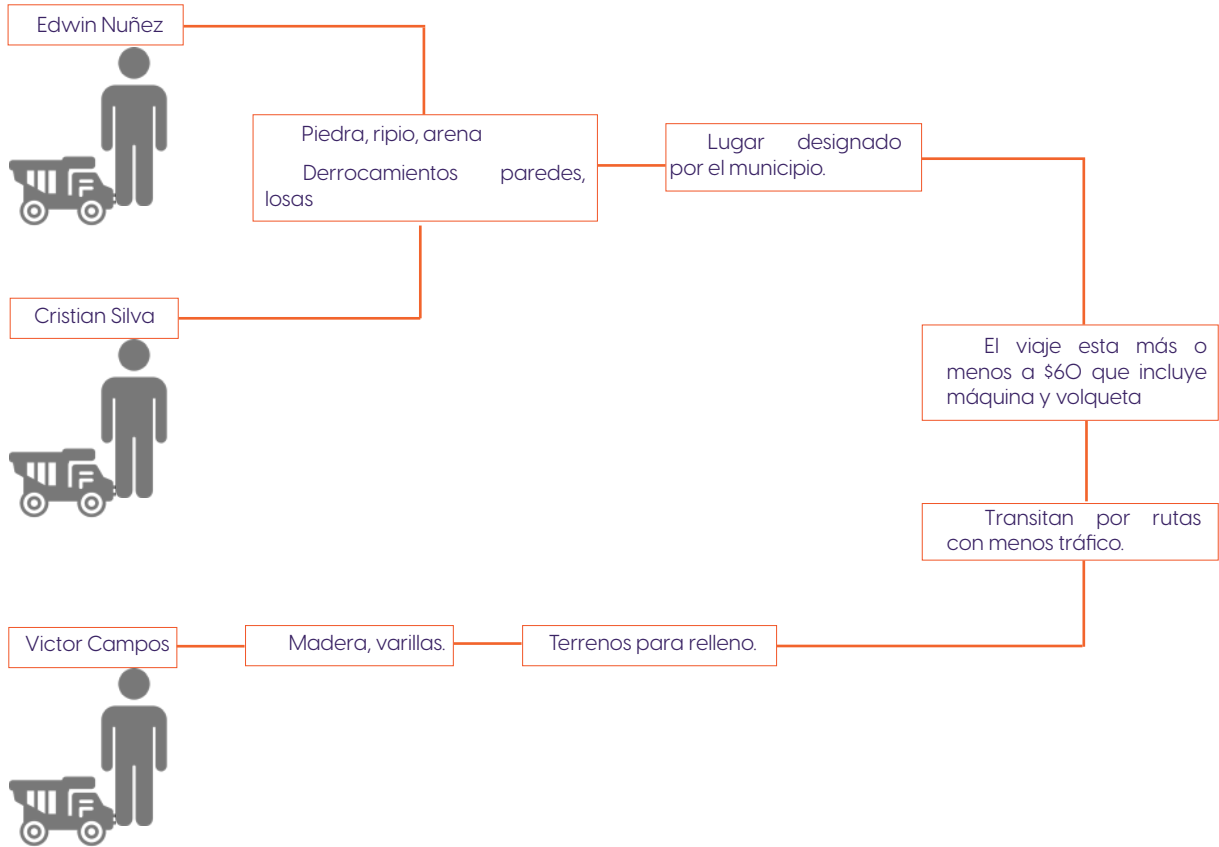 Edwin Nuñez
Piedra, ripio, arena
Derrocamientos paredes,
losas
Lugar designado
por el municipio.
Cristian Silva
El viaje esta más o
menos a $60 que incluye
máquina y volqueta
Transitan por rutas
con menos tráfico.
Victor Campos
Madera, varillas.
Terrenos para relleno.